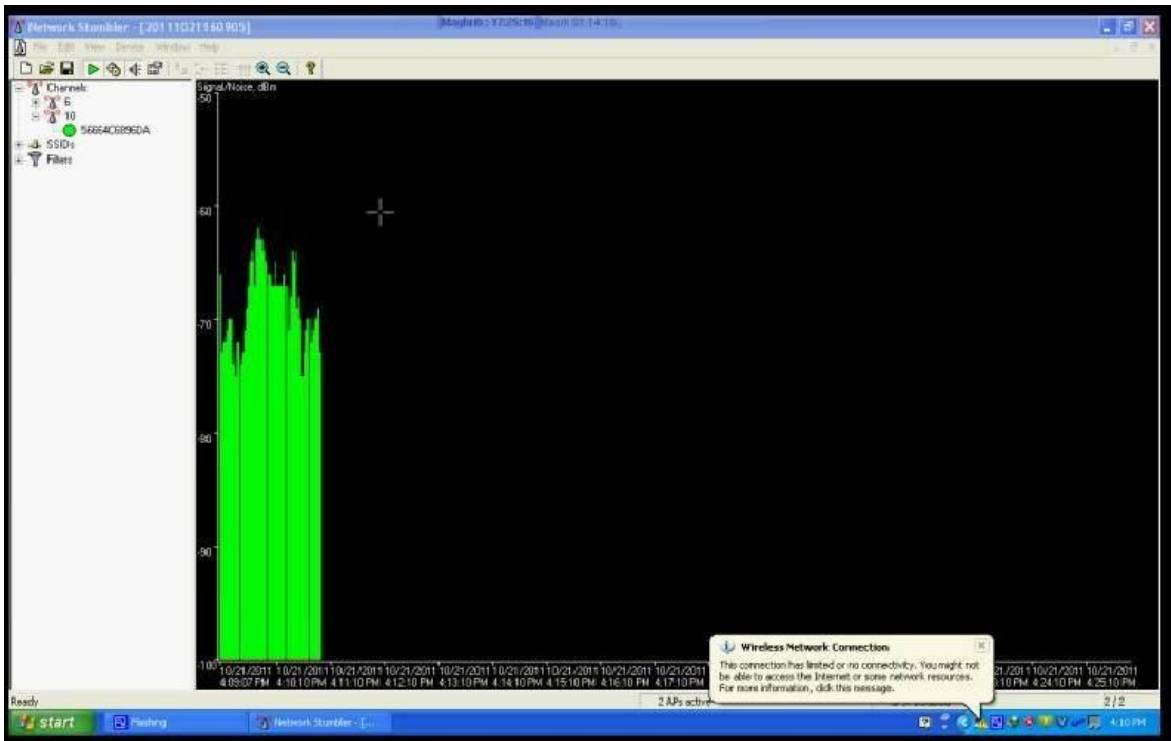 Network Stumbler - [20111021160905]
File Edit View Device Window Help
Channels
6
10
56664C6896DA
SSIDs
Filters
Signal/Noise, dBm
-50
-60
-70
-80
-90
-100
10/21/2011 10/21/2011 10/21/2011 10/21/2011 10/21/2011 10/21/2011 10/21/2011 10/21/2011 10/21/2011
4:09:07 PM 4:10:10 PM 4:11:10 PM 4:12:10 PM 4:13:10 PM 4:14:10 PM 4:15:10 PM 4:16:10 PM 4:17:10 PM
10/21/2011 10/21/2011
4:24:10 PM 4:25:10 PM
Wireless Network Connection
This connection has limited or no connectivity. You might not
be able to access the Internet or some network resources.
For more information, click this message.
Ready
2 APs active
2 / 2
start
Flashing
Network Stumbler - [...
4:10 PM